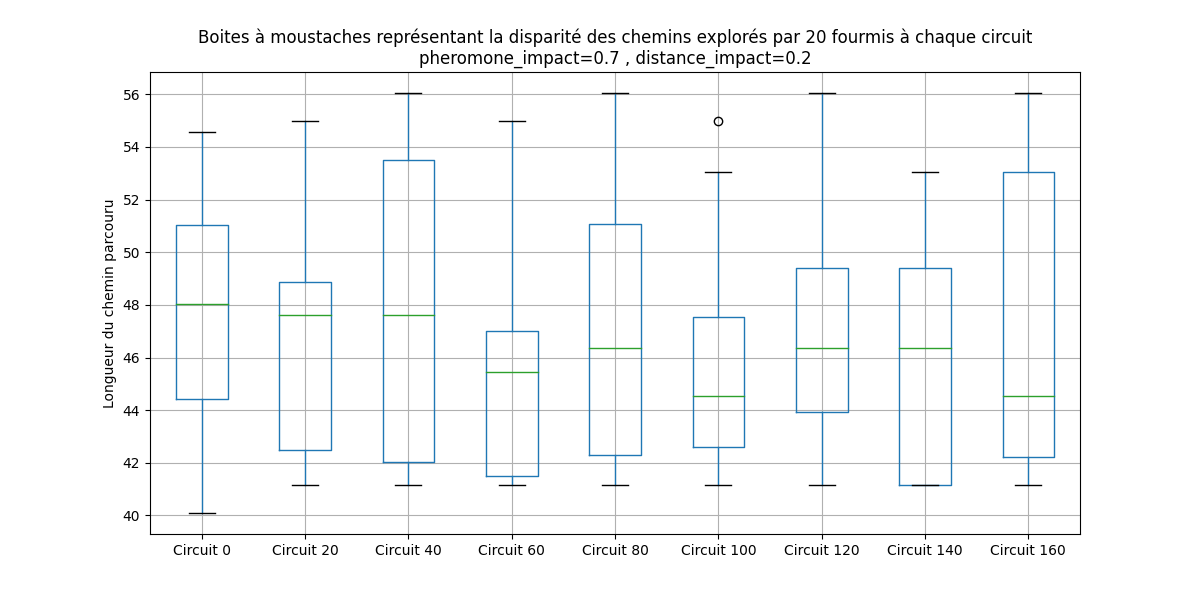 Boites à moustaches représentant la disparité des chemins explorés par 20 fourmis à chaque circuit
pheromone_impact=0.7 , distance_impact=0.2
Longueur du chemin parcouru
56
54
52
50
48
46
44
42
40
Circuit 0 Circuit 20 Circuit 40 Circuit 60 Circuit 80 Circuit 100 Circuit 120 Circuit 140 Circuit 160